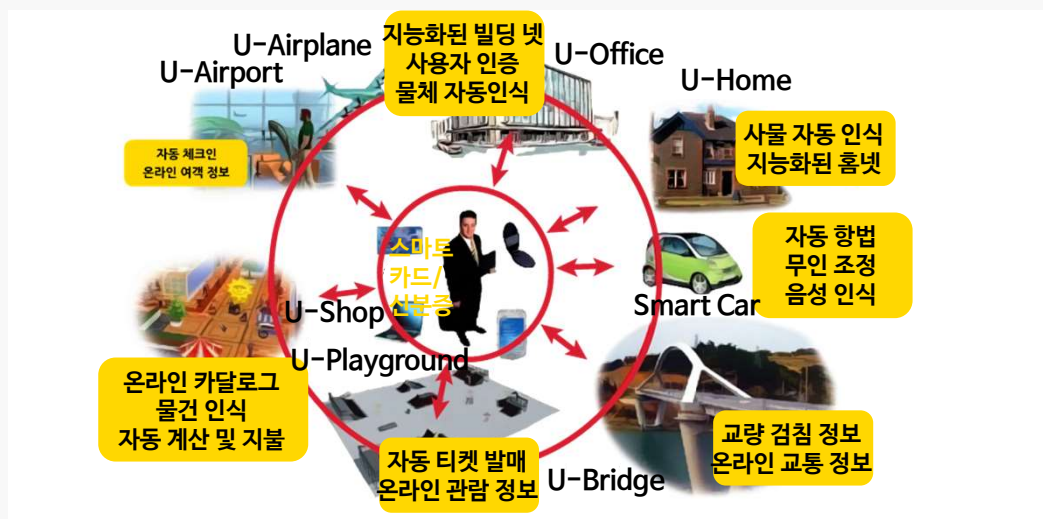 U-Airplane
U-Airport
지능화된 빌딩 넷
사용자 인증
물체 자동인식
U-Office
U-Home
사물 자동 인식
지능화된 홈넷
자동 체크인
온라인 여객 정보
스마트
카드/
신분증
자동 항법
무인 조정
음성 인식
Smart Car
U-Shop
U-Playground
온라인 카달로그
물건 인식
자동 계산 및 지불
자동 티켓 발매
온라인 관람 정보
U-Bridge
교량 검침 정보
온라인 교통 정보